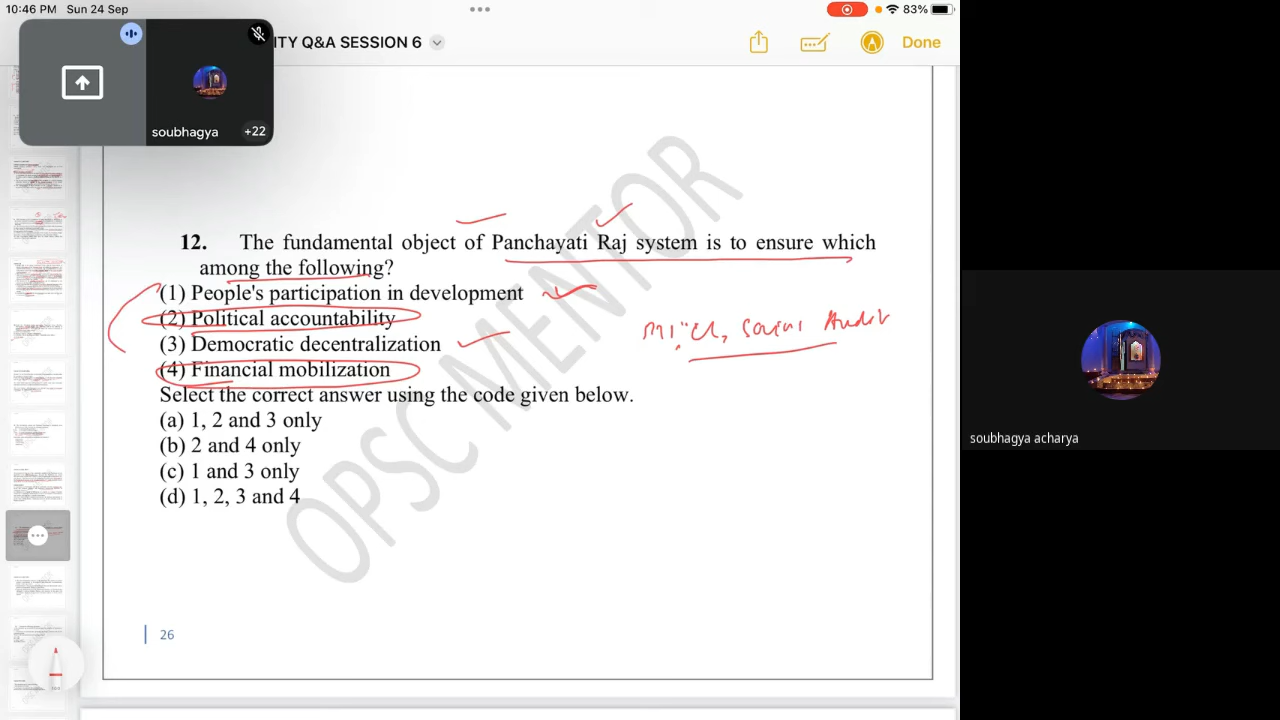 10:46 PM Sun 24 Sep
83%
ITY Q&A SESSION 6
Done
soubhagya
+22
12. The fundamental object of Panchayati Raj system is to ensure which
among the following?
(1) People's participation in development
(2) Political accountability
(3) Democratic decentralization
(4) Financial mobilization
Audit
Select the correct answer using the code given below.
(a) 1, 2 and 3 only
(b) 2 and 4 only
(c) 1 and 3 only
(d) 1, 2, 3 and 4
OPSC MENTOR
26
soubhagya acharya